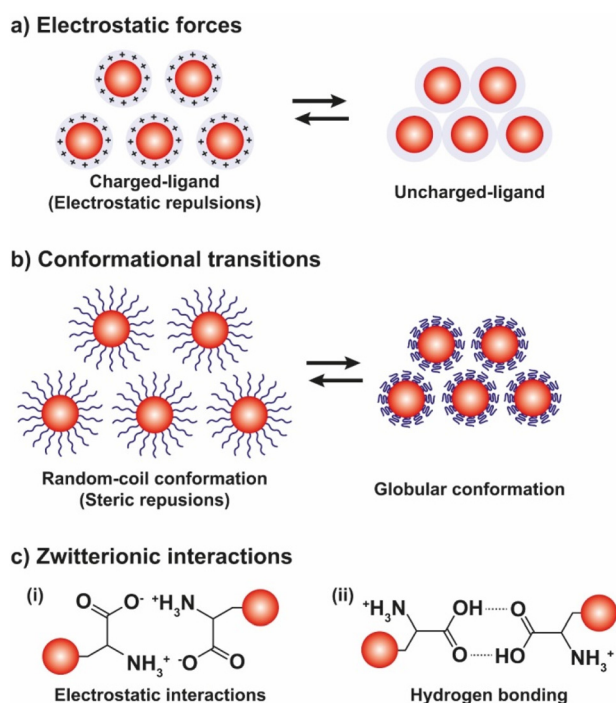 a) Electrostatic forces
Charged-ligand
(Electrostatic repulsions)
Uncharged-ligand
b) Conformational transitions
Random-coil conformation
(Steric repusions)
Globular conformation
c) Zwitterionic interactions
(i)
O
O⁻
⁺H₃N
NH₃⁺
⁻O
O
Electrostatic interactions
(ii)
⁺H₃N
OH
O
O
HO
NH₃⁺
Hydrogen bonding